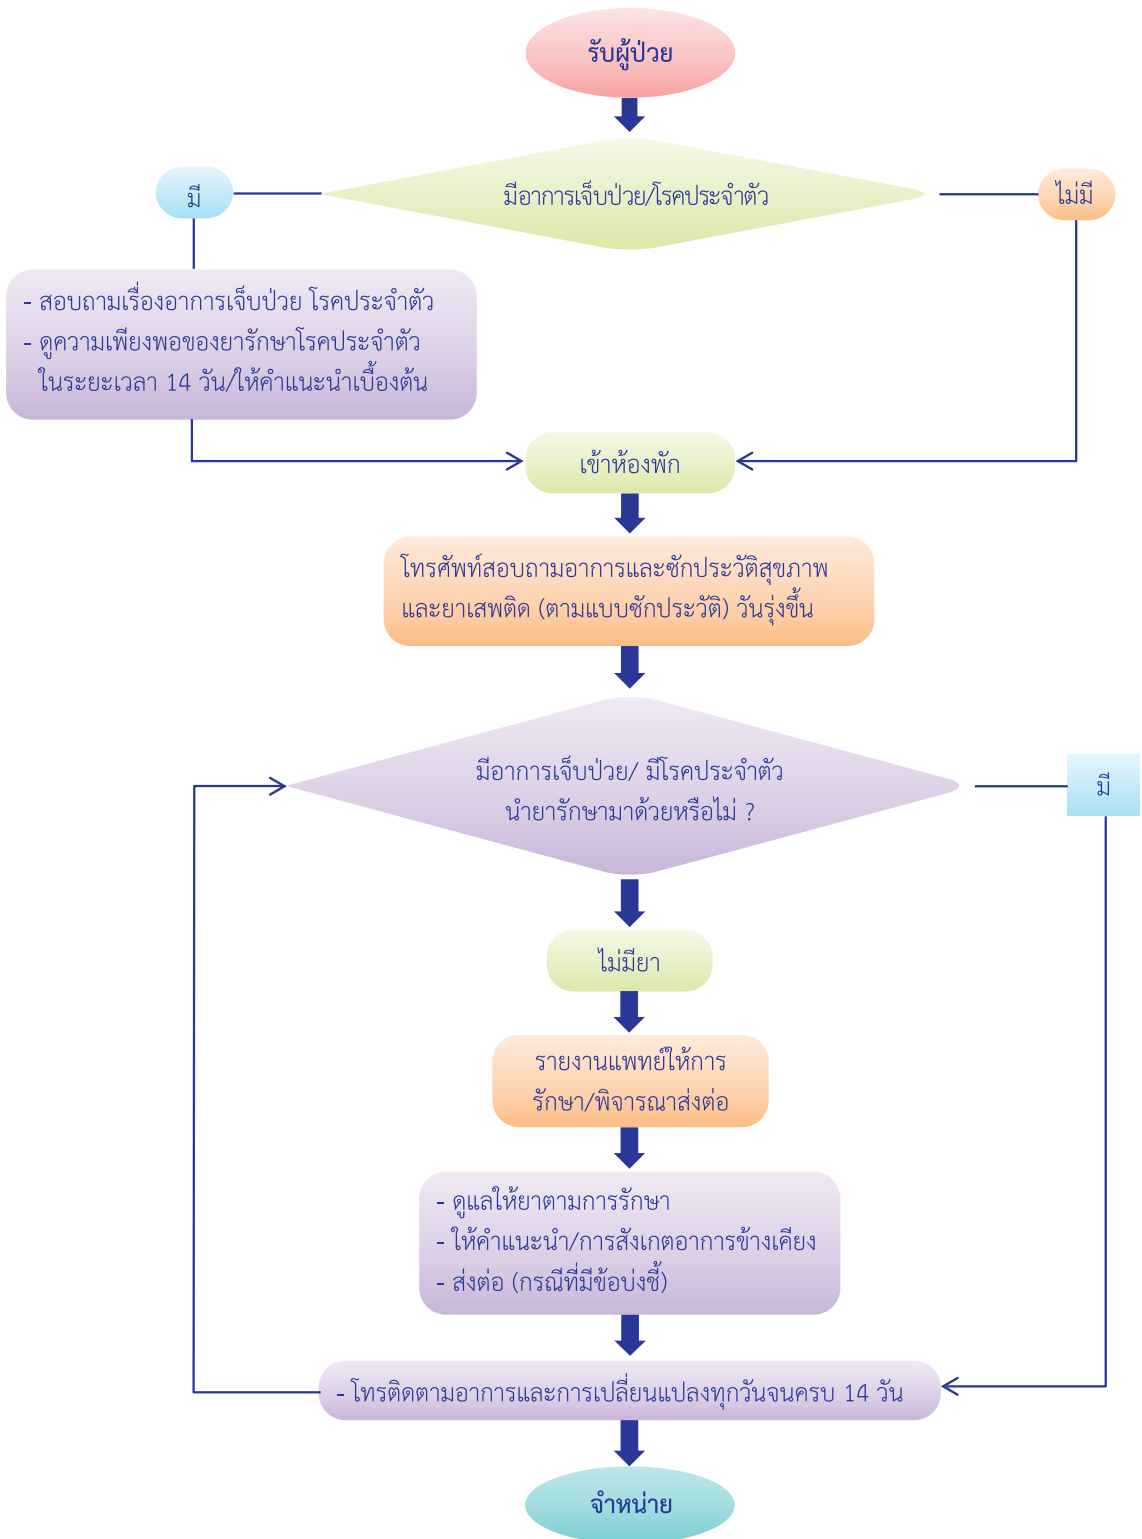 รับผู้ป่วย
มีอาการเจ็บป่วย/โรคประจำตัว
มี
ไม่มี
- สอบถามเรื่องอาการเจ็บป่วย โรคประจำตัว
- ดูความเพียงพอของยารักษาโรคประจำตัว
ในระยะเวลา 14 วัน/ให้คำแนะนำเบื้องต้น
เข้าห้องพัก
โทรศัพท์สอบถามอาการและซักประวัติสุขภาพ
และยาเสพติด (ตามแบบซักประวัติ) วันรุ่งขึ้น
มีอาการเจ็บป่วย/ มีโรคประจำตัว
นำยารักษามาด้วยหรือไม่ ?
มี
ไม่มียา
รายงานแพทย์ให้การ
รักษา/พิจารณาส่งต่อ
- ดูแลให้ยาตามการรักษา
- ให้คำแนะนำ/การสังเกตอาการข้างเคียง
- ส่งต่อ (กรณีที่มีข้อบ่งชี้)
- โทรติดตามอาการและการเปลี่ยนแปลงทุกวันจนครบ 14 วัน
จำหน่าย